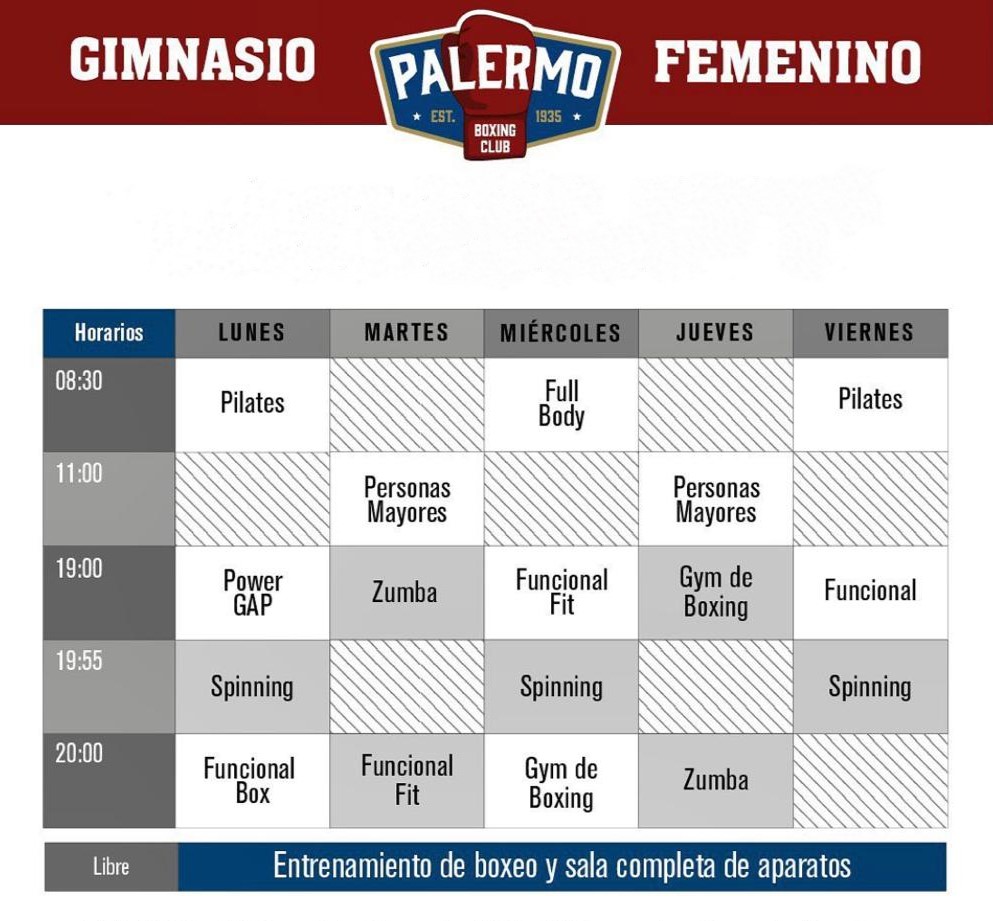 GIMNASIO PALERMO FEMENINO
EST. 1935
BOXING
CLUB
Horarios LUNES MARTES MIÉRCOLES JUEVES VIERNES
08:30
Pilates
Full
Body
Pilates
11:00
Personas
Mayores
Personas
Mayores
19:00
Power
GAP
Zumba
Funcional
Fit
Gym de
Boxing
Funcional
19:55
Spinning
Spinning
Spinning
20:00
Funcional
Box
Funcional
Fit
Gym de
Boxing
Zumba
Libre Entrenamiento de boxeo y sala completa de aparatos